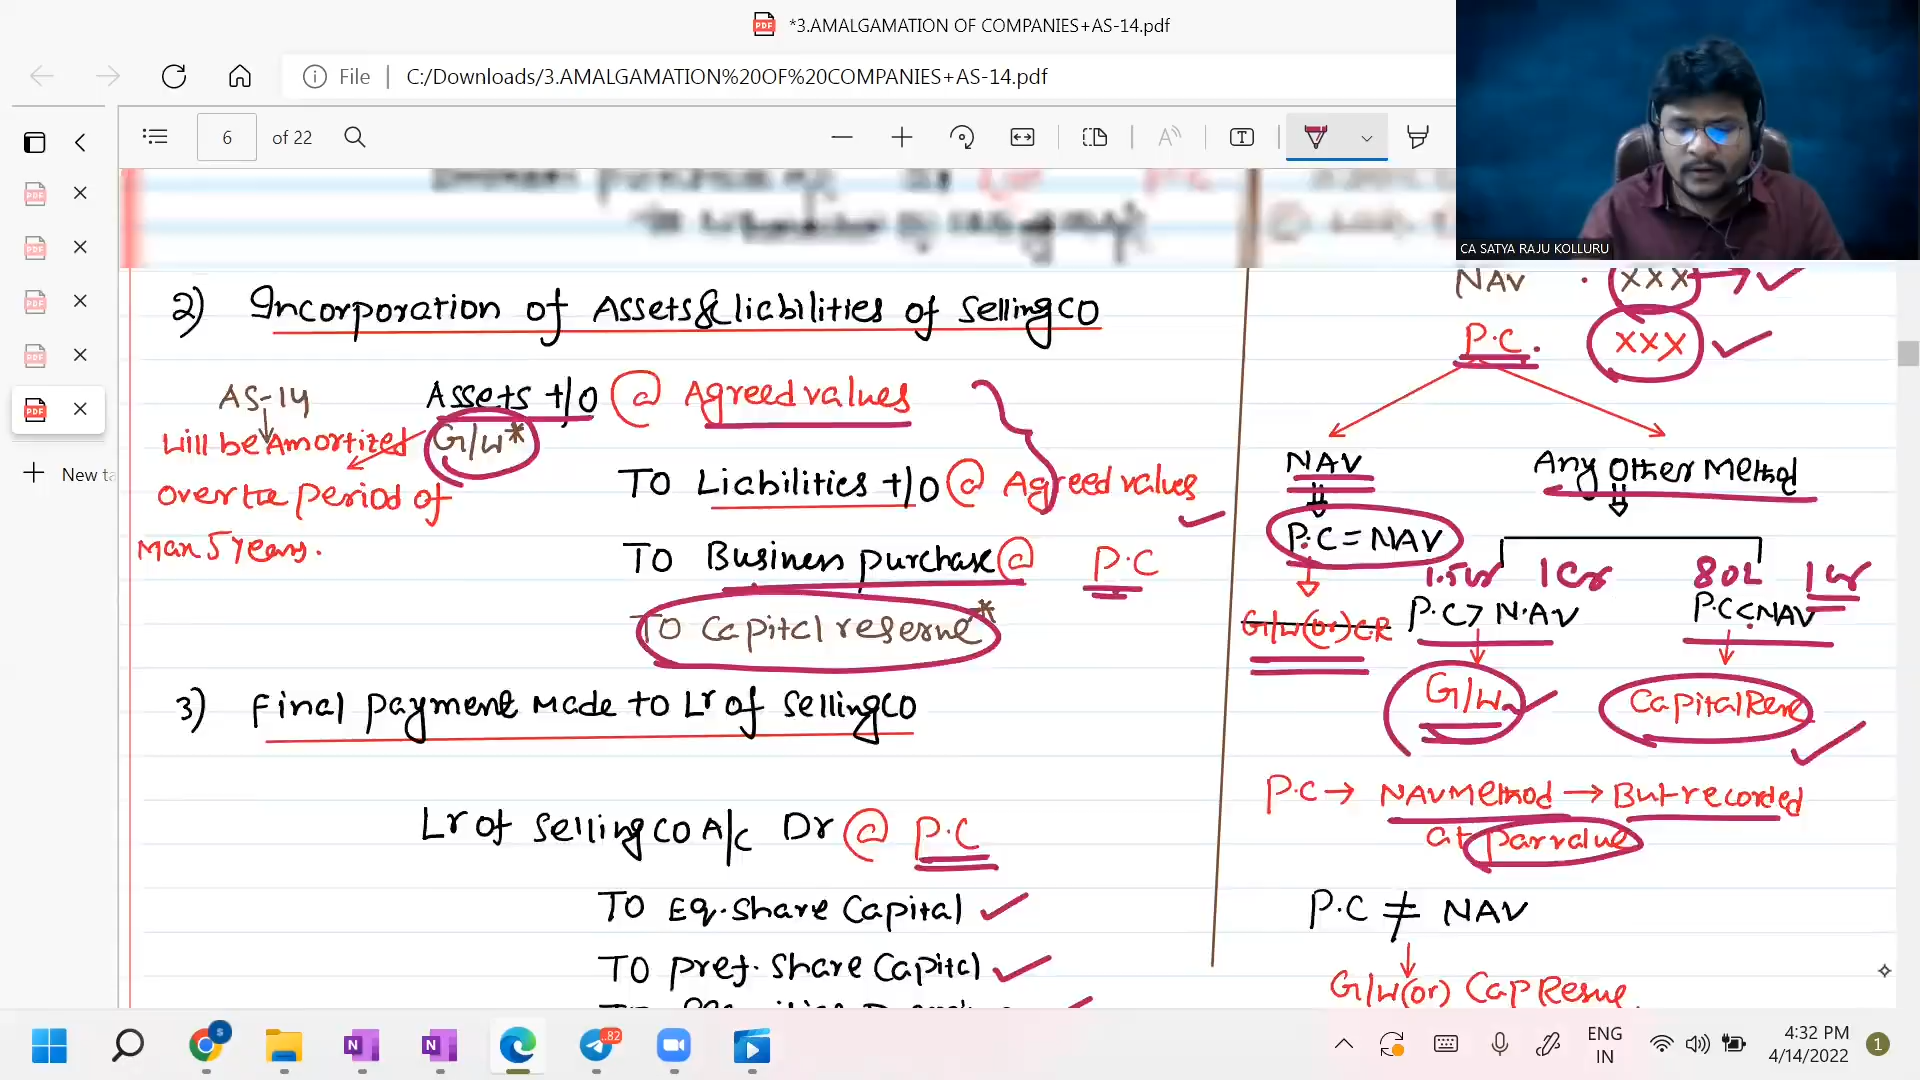 *3.AMALGAMATION OF COMPANIES+AS-14.pdf
File
C:/Downloads/3.AMALGAMATION%20OF%20COMPANIES+AS-14.pdf
6 of 22
CA SATYA RAJU KOLLURU
New ta
2) Incorporation of Assets&Liabilities of Selling CO
AS-14
Will be Amortized
over the period of
Max 5 years.
Assets t/o @ Agreed values
G/W*
TO Liabilities t/o @ Agreed values
TO Business purchase @ P.C
TO Capital reserve*
3) Final payment Made to Lr of Selling CO
Lr of Selling CO A/c Dr @ P.C
TO Eq. Share Capital
TO Pref. Share Capital
NAV XXX
P.C. XXX
NAV
Any Other Method
P.C = NAV
1.5cr 1cr
80L 1cr
G/W(or)CR
P.C > N.AV
P.C < NAV
G/W
Capital Rese
P.C → NAV Method → But recorded
at par value
P.C ≠ NAV
G/W(or) Cap Resve.
82
ENG
IN
4:32 PM
4/14/2022
1